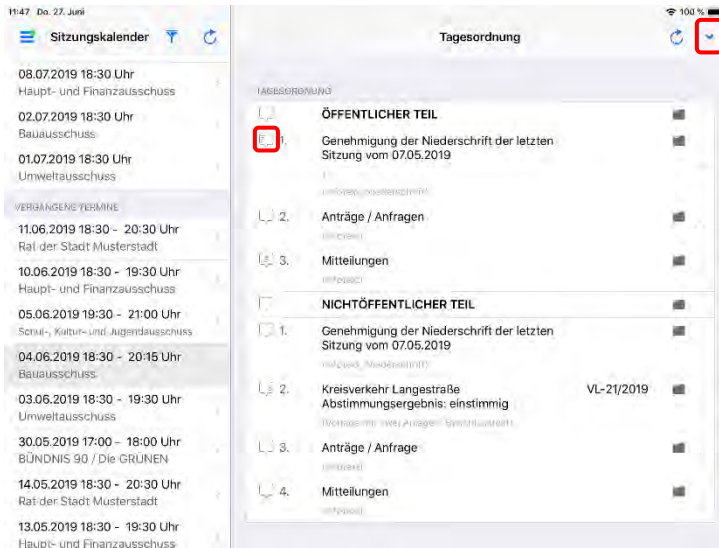 11:47 Do. 27. Juni
100 %
Sitzungskalender
08.07.2019 18:30 Uhr
Haupt- und Finanzausschuss
02.07.2019 18:30 Uhr
Bauausschuss
01.07.2019 18:30 Uhr
Umweltausschuss
VERGANGENE TERMINE
11.06.2019 18:30 - 20:30 Uhr
Rat der Stadt Musterstadt
10.06.2019 18:30 - 19:30 Uhr
Haupt- und Finanzausschuss
05.06.2019 19:30 - 21:00 Uhr
Schul-, Kultur- und Jugendausschuss
04.06.2019 18:30 - 20:15 Uhr
Bauausschuss
03.06.2019 18:30 - 19:30 Uhr
Umweltausschuss
30.05.2019 17:00 - 18:00 Uhr
BÜNDNIS 90 / Die GRÜNEN
14.05.2019 18:30 - 20:30 Uhr
Rat der Stadt Musterstadt
13.05.2019 18:30 - 19:30 Uhr
Haupt- und Finanzausschuss
Tagesordnung
TAGESORDNUNG
ÖFFENTLICHER TEIL
1. Genehmigung der Niederschrift der letzten
Sitzung vom 07.05.2019
2. Anträge / Anfragen
3. Mitteilungen
NICHTÖFFENTLICHER TEIL
1. Genehmigung der Niederschrift der letzten
Sitzung vom 07.05.2019
2. Kreisverkehr Langestraße VL-21/2019
Abstimmungsergebnis: einstimmig
3. Anträge / Anfrage
4. Mitteilungen